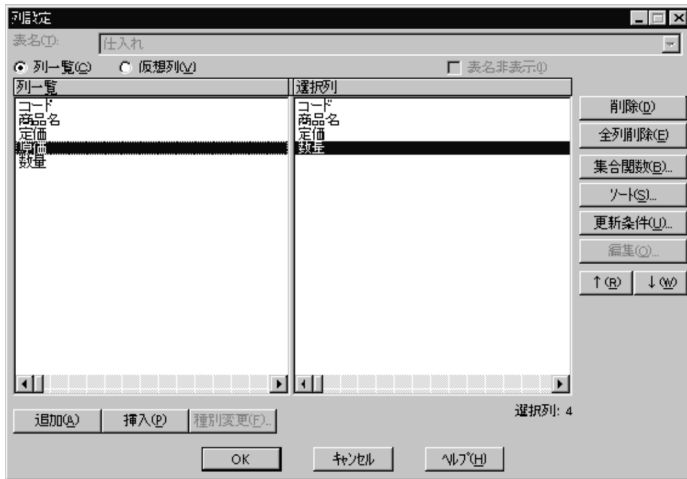 列設定
表名(T): 仕入れ
列一覧(C) 仮想列(V) 表名非表示(I)
列一覧 選択列
コード コード
商品名 商品名
定価 定価
原価 数量
数量
削除(D)
全列削除(E)
集合関数(B)...
ソート(S)...
更新条件(U)...
編集(O)...
↑(R) ↓(W)
選択列: 4
追加(A) 挿入(P) 種別変更(F)...
OK キャンセル ヘルプ(H)